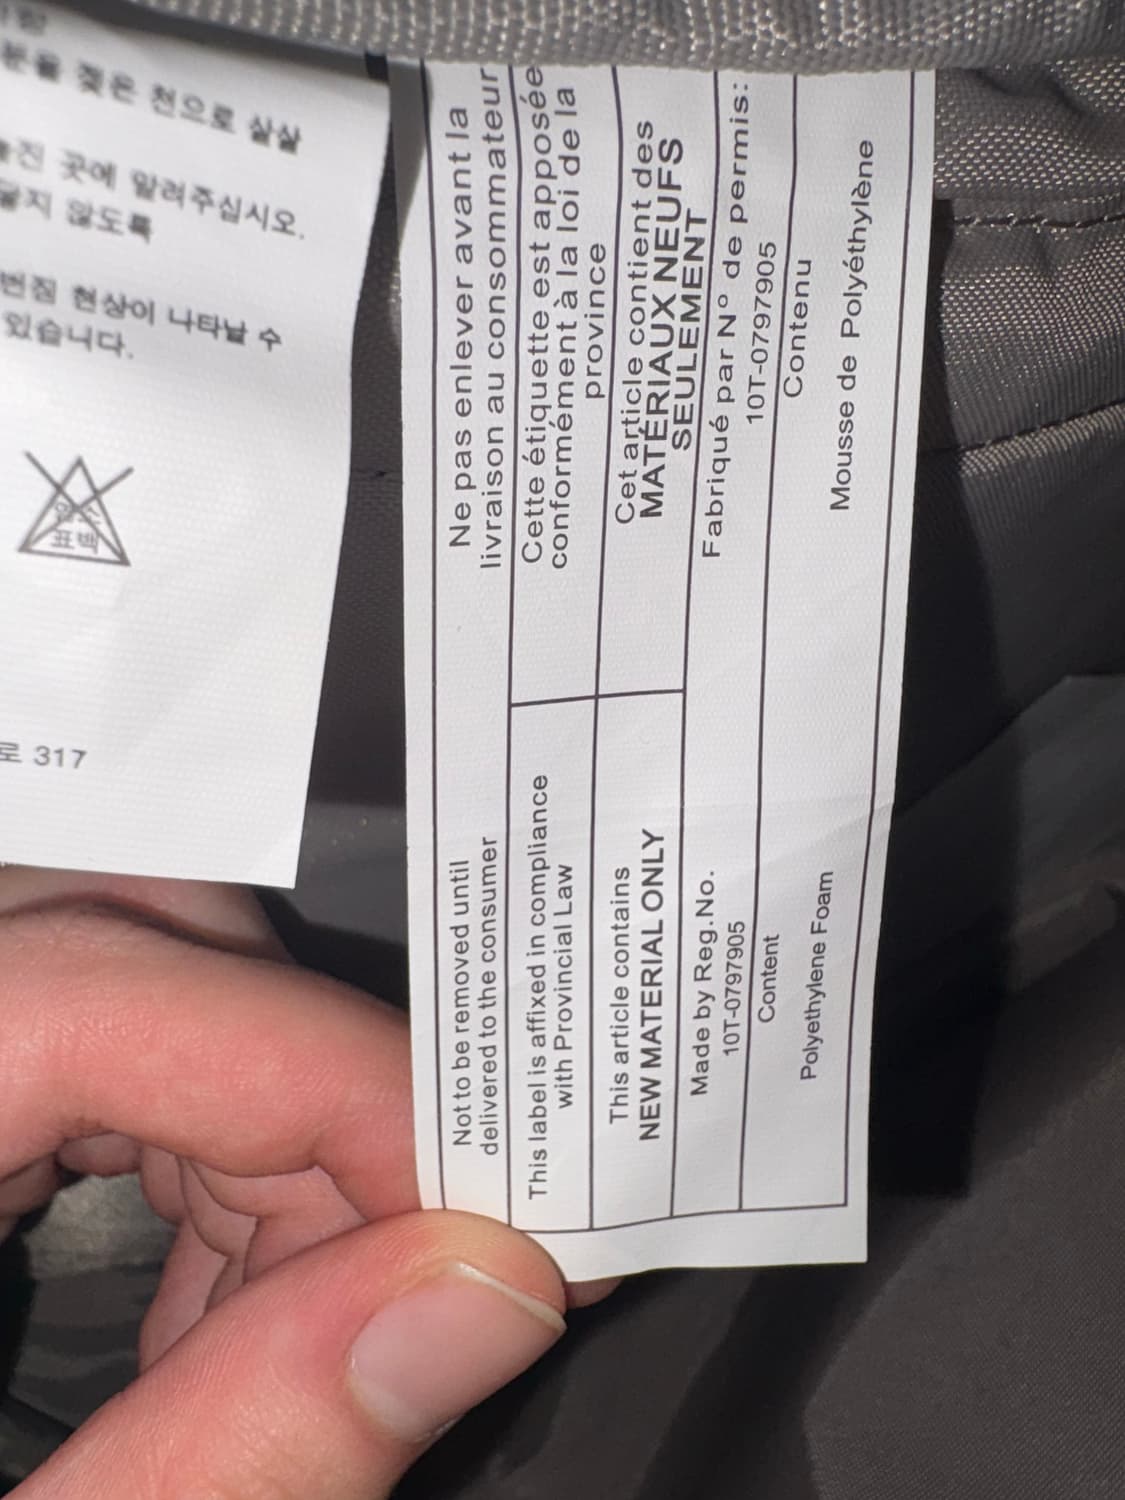 분을 젖은 천으로 살살
진 곳에 알려주십시오.
닿지 않도록
번짐 현상이 나타날 수
있습니다.
표백
로 317
Not to be removed until
delivered to the consumer
Ne pas enlever avant la
livraison au consommateur
This label is affixed in compliance
with Provincial Law
Cette étiquette est apposée
conformément à la loi de la
province
This article contains
NEW MATERIAL ONLY
Cet article contient des
MATÉRIAUX NEUFS
SEULEMENT
Made by Reg.No.
10T-0797905
Fabriqué par N° de permis:
10T-0797905
Content
Contenu
Polyethylene Foam
Mousse de Polyéthylène